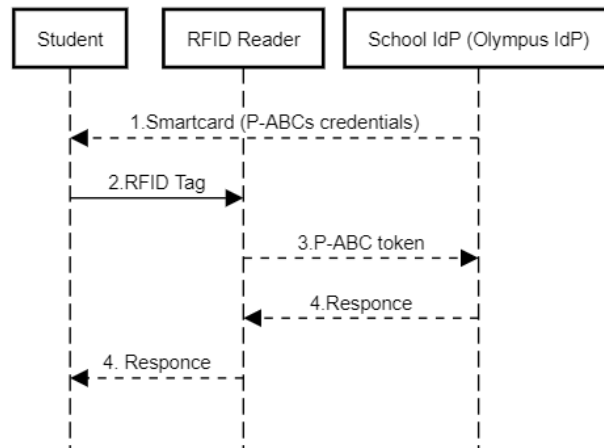 Student
RFID Reader
School IdP (Olympus IdP)
1.Smartcard (P-ABCs credentials)
2.RFID Tag
3.P-ABC token
4.Responce
4. Responce